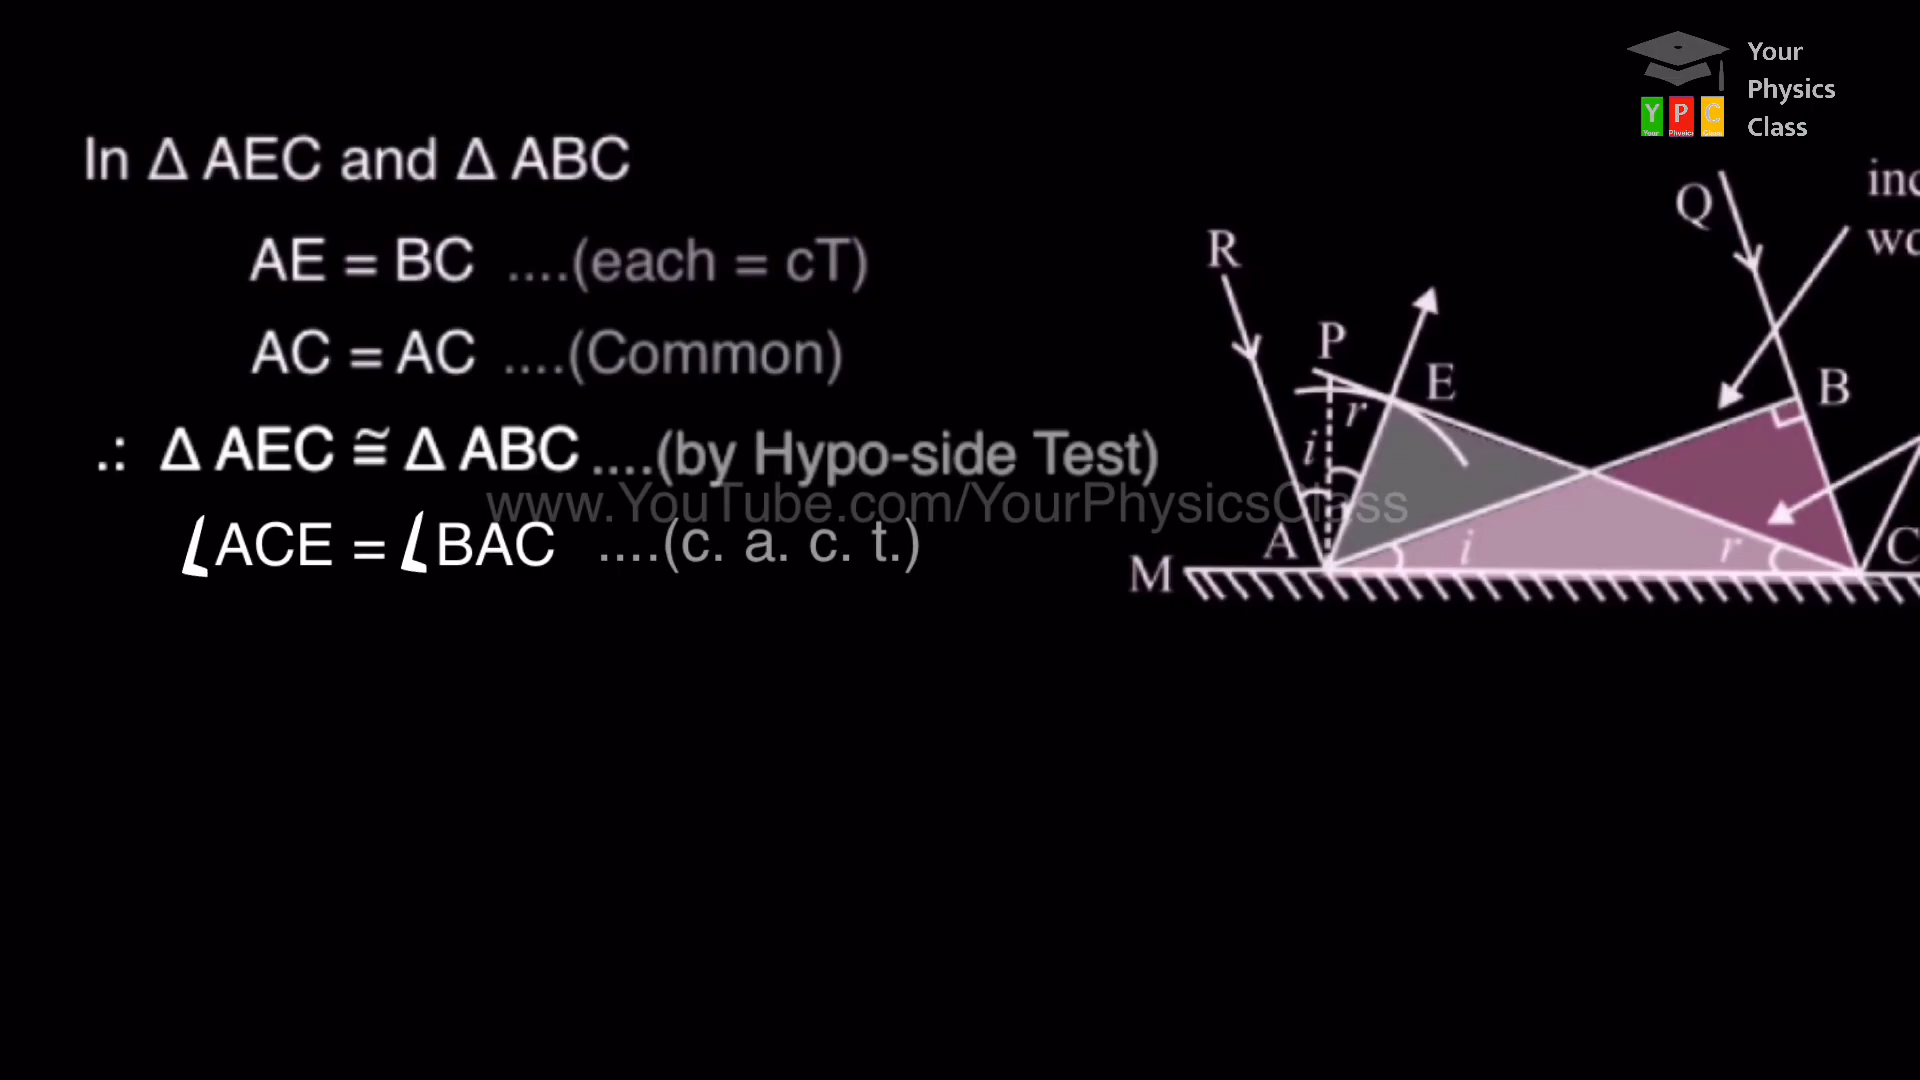 Your
Physics
Class
Y P C
In Δ AEC and Δ ABC
AE = BC ....(each = cT)
AC = AC ....(Common)
.: Δ AEC ≅ Δ ABC ....(by Hypo-side Test)
www.YouTube.com/YourPhysicsClass
∠ACE = ∠BAC ....(c. a. c. t.)
Q
R
P
E
B
r
i
A
i
r
C
M